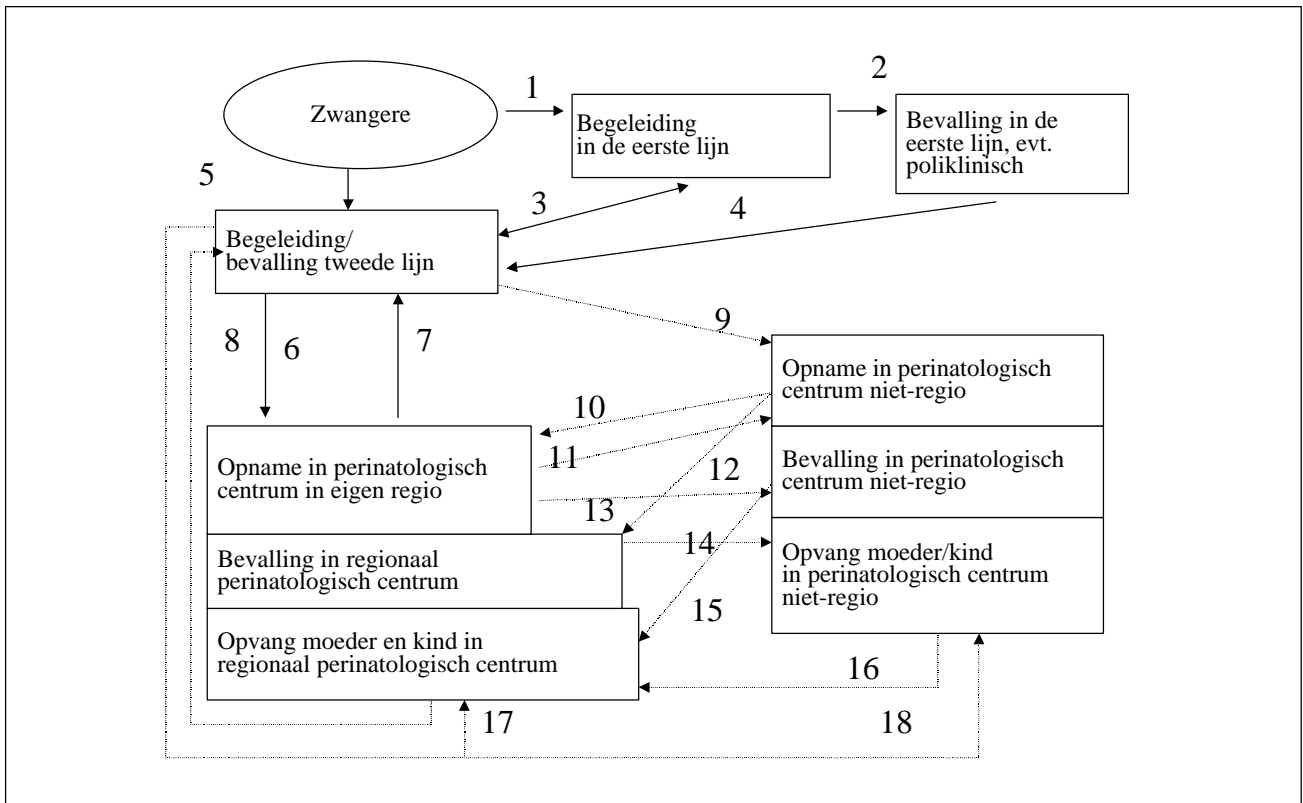 2
1
Zwangere
Begeleiding
in de eerste lijn
Bevalling in de
eerste lijn, evt.
poliklinisch
5
3
4
Begeleiding/
bevalling tweede lijn
9
8
6
7
Opname in perinatologisch
centrum niet-regio
10
11
12
Bevalling in perinatologisch
centrum niet-regio
Opname in perinatologisch
centrum in eigen regio
13
14
Opvang moeder/kind
in perinatologisch centrum
niet-regio
Bevalling in regionaal
perinatologisch centrum
15
Opvang moeder en kind in
regionaal perinatologisch centrum
16
17
18